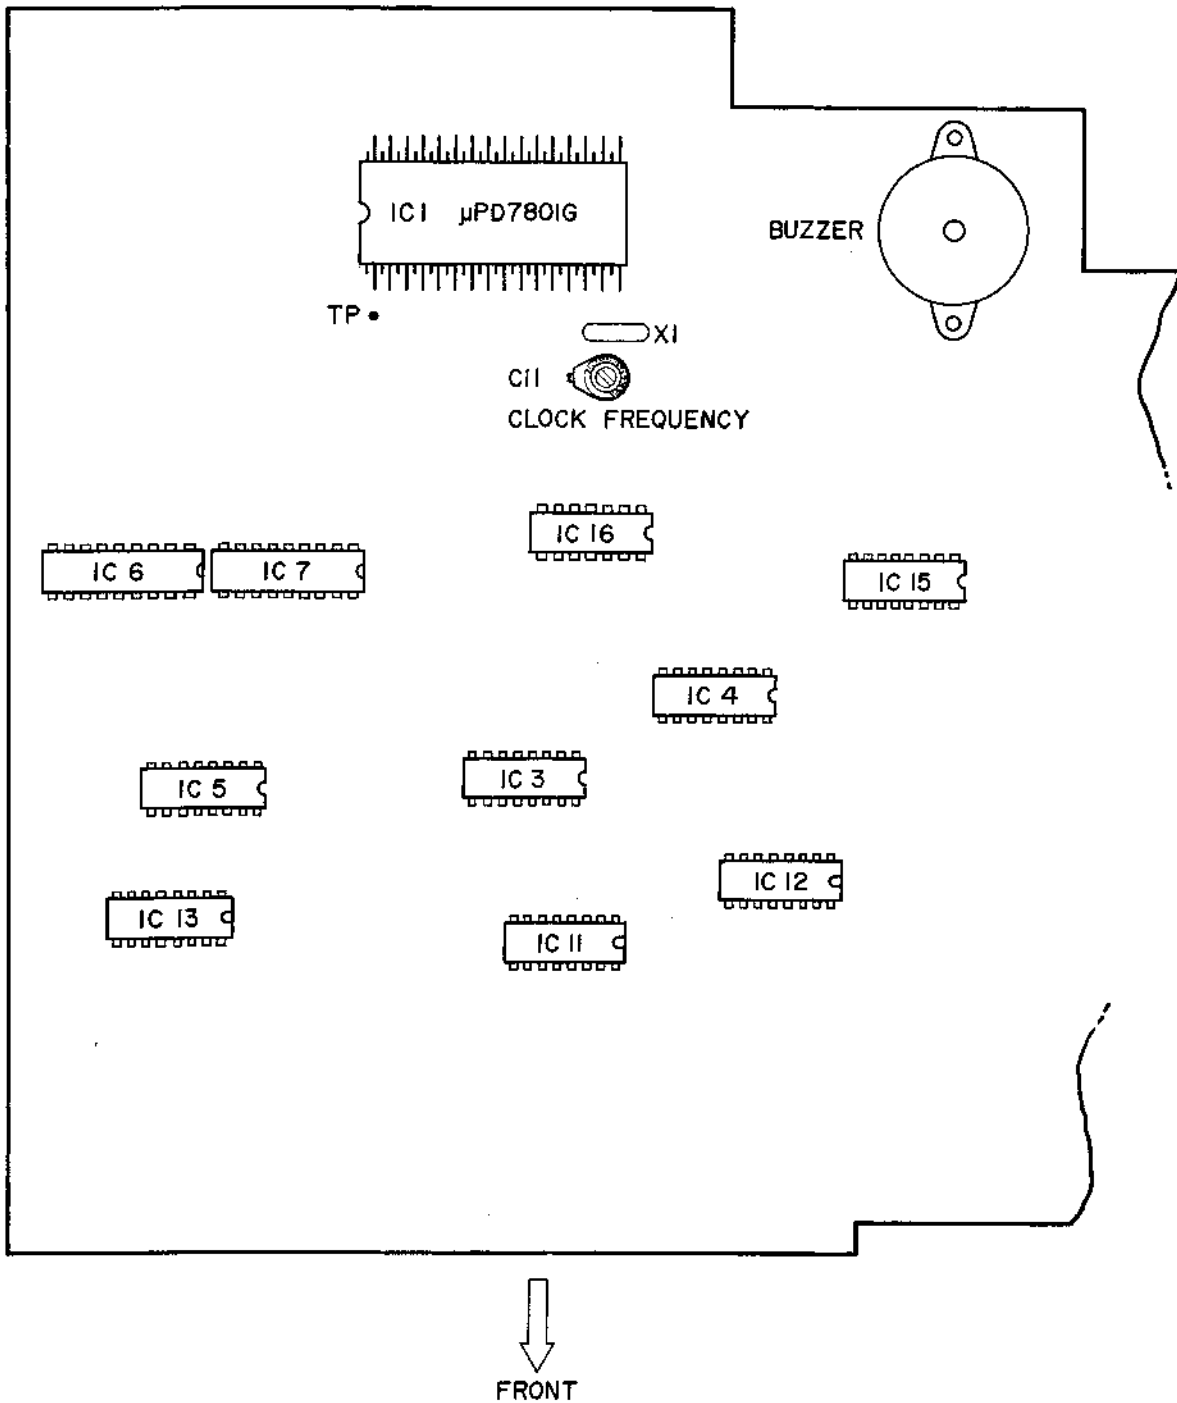 IC1 μPD7801G
BUZZER
TP
X1
C11
CLOCK FREQUENCY
IC 16
IC 6
IC 7
IC 15
IC 4
IC 5
IC 3
IC 12
IC 13
IC 11
FRONT